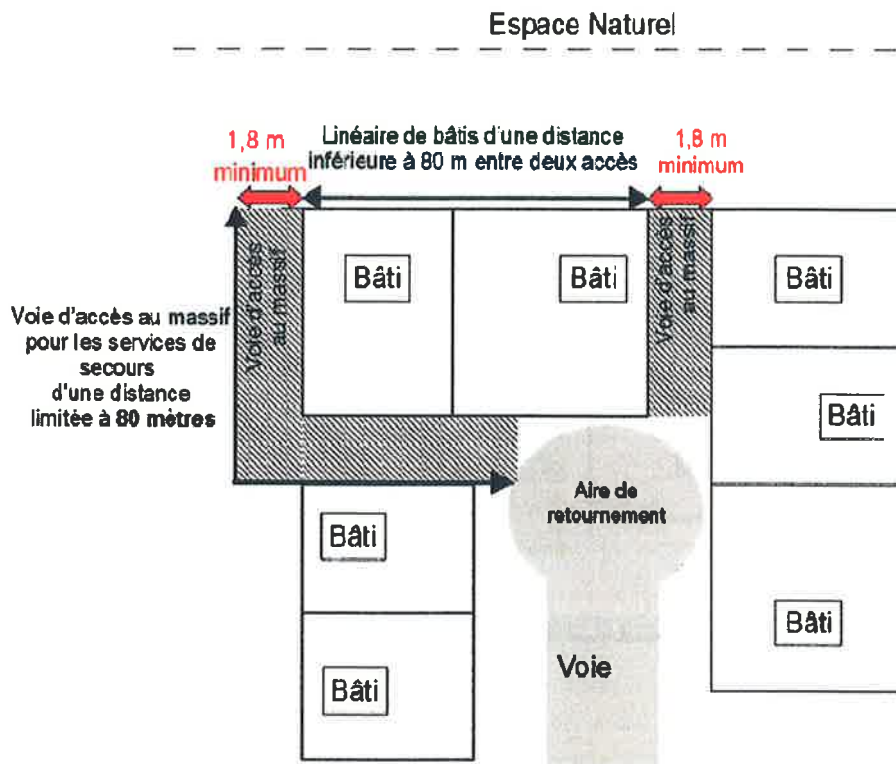 Espace Naturel
1,8 m
minimum
Linéaire de bâtis d'une distance
inférieure à 80 m entre deux accès
1,8 m
minimum
Voie d'accès
au massif
Bâti
Bâti
Voie d'accès
au massif
Bâti
Voie d'accès au massif
pour les services de
secours
d'une distance
limitée à 80 mètres
Bâti
Aire de
retournement
Bâti
Bâti
Voie
Bâti